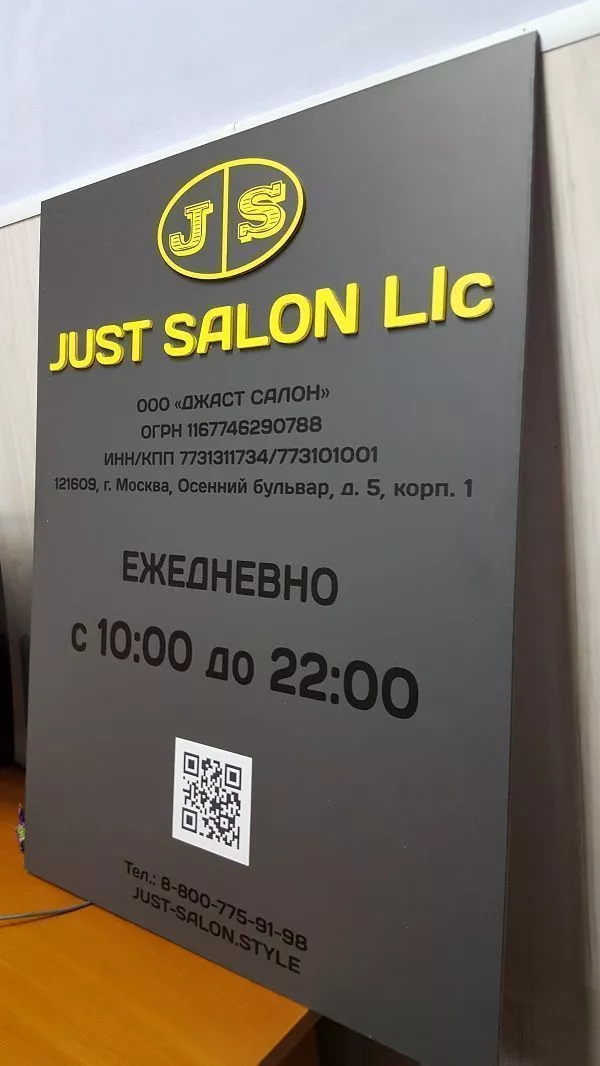 JS
JUST SALON Llc
ООО «ДЖАСТ САЛОН»
ОГРН 1167746290788
ИНН/КПП 7731311734/773101001
121609, г. Москва, Осенний бульвар, д. 5, корп. 1
ЕЖЕДНЕВНО
с 10:00 до 22:00
Тел.: 8-800-775-91-98
JUST-SALON.STYLE